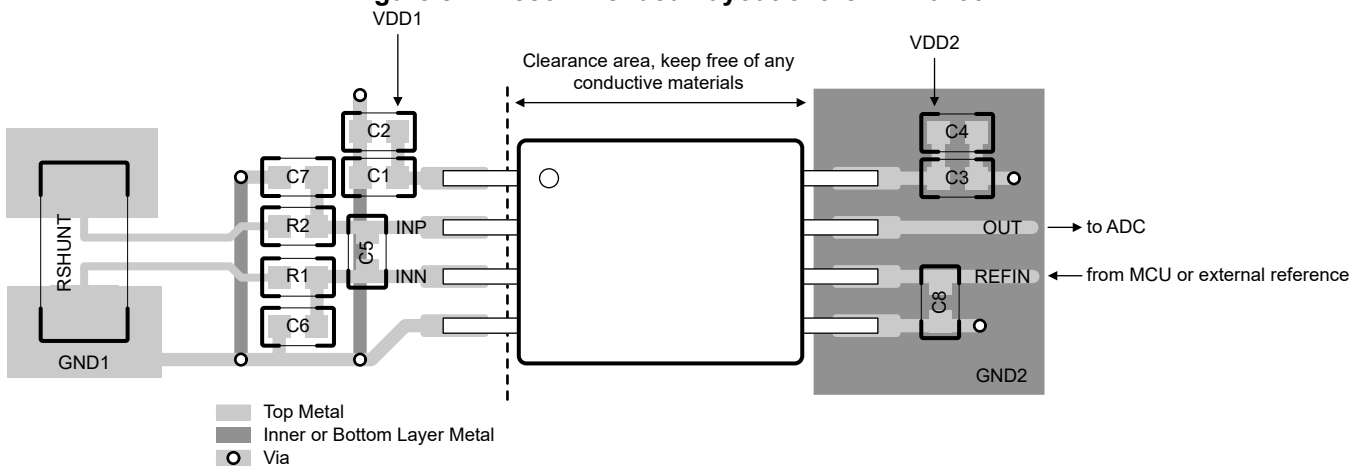 VDD1
VDD2
Clearance area, keep free of any
conductive materials
C2
C4
C7
C1
C3
R2
INP
OUT
to ADC
RSHUNT
C5
R1
INN
REFIN
from MCU or external reference
C8
C6
GND1
GND2
Top Metal
Inner or Bottom Layer Metal
Via